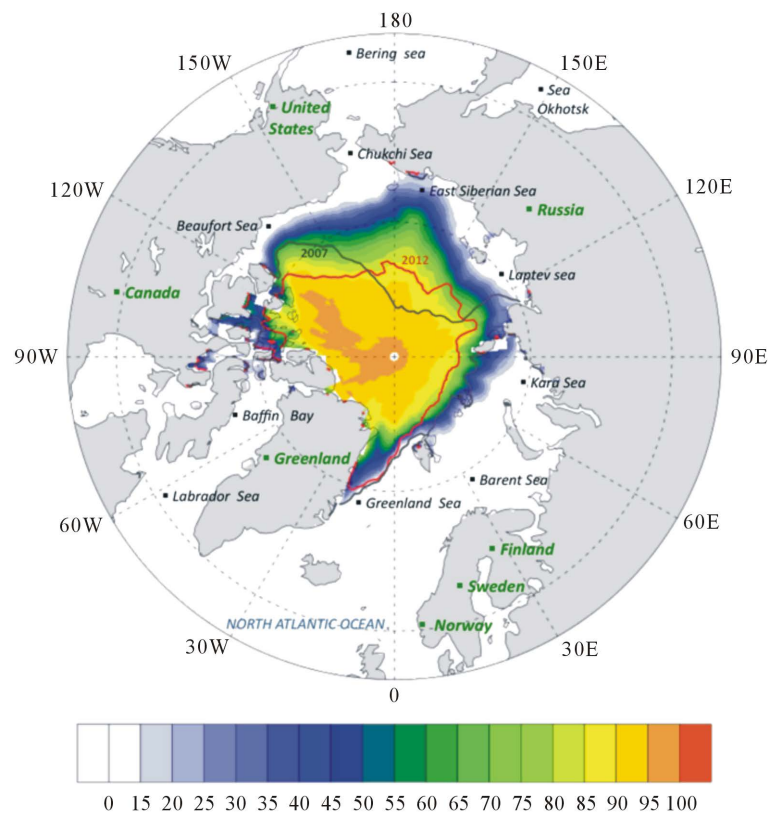 180
150W
Bering sea
150E
Sea
Okhotsk
United
States
Chukchi Sea
120W
East Siberian Sea
120E
Russia
Beaufort Sea
2007
2012
Laptev sea
Canada
90W
90E
Kara Sea
Baffin Bay
Greenland
Barent Sea
Labrador Sea
Greenland Sea
60W
60E
Finland
Sweden
NORTH ATLANTIC OCEAN
Norway
30W
30E
0
0 15 20 25 30 35 40 45 50 55 60 65 70 75 80 85 90 95 100